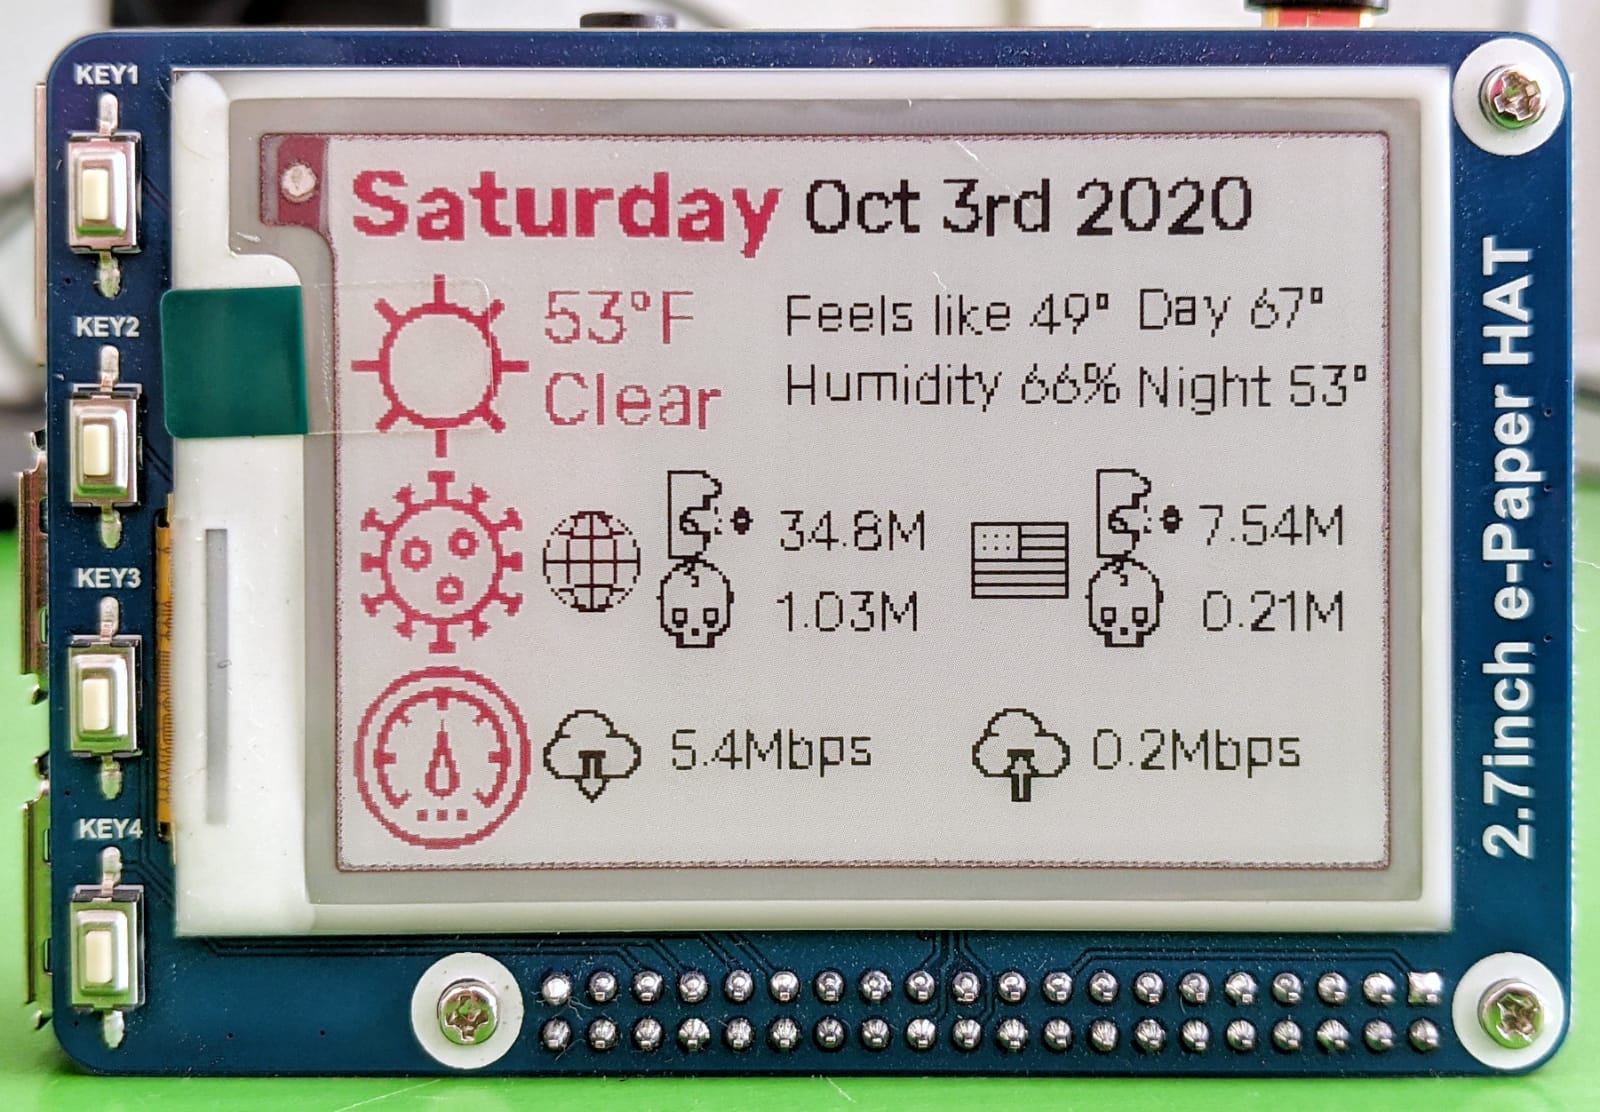 KEY1
KEY2
KEY3
KEY4
Saturday Oct 3rd 2020
53°F
Clear
Feels like 49° Day 67°
Humidity 66% Night 53°
34.8M
1.03M
7.54M
0.21M
5.4Mbps
0.2Mbps
2.7inch e-Paper HAT